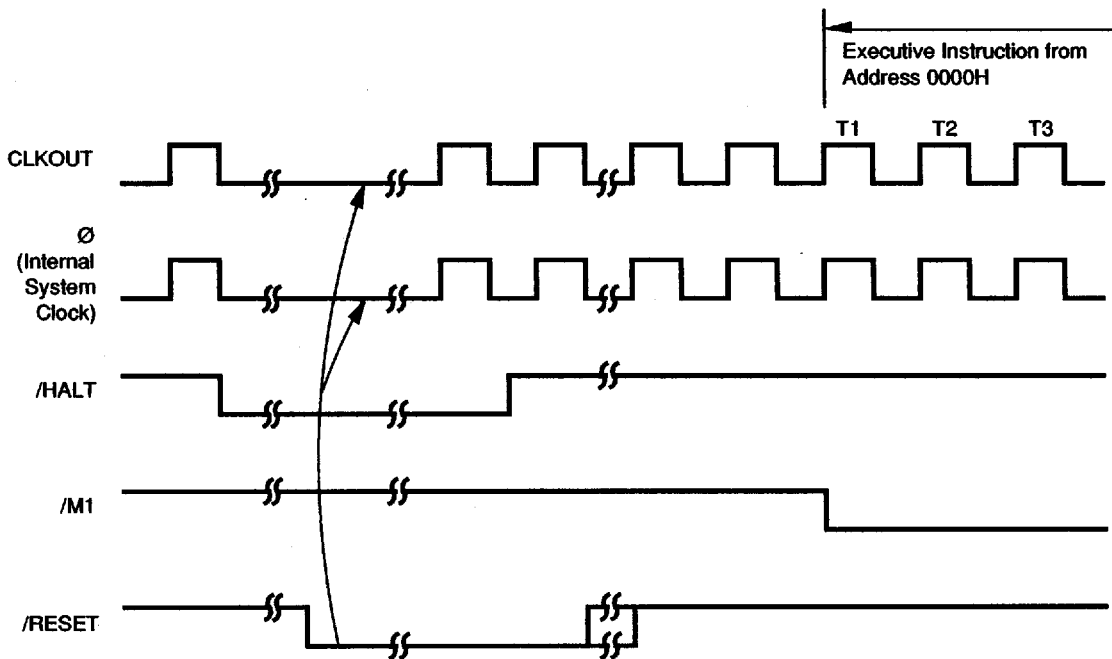 Executive Instruction from
Address 0000H
T1 T2 T3
CLKOUT
Ø
(Internal
System
Clock)
/HALT
/M1
/RESET